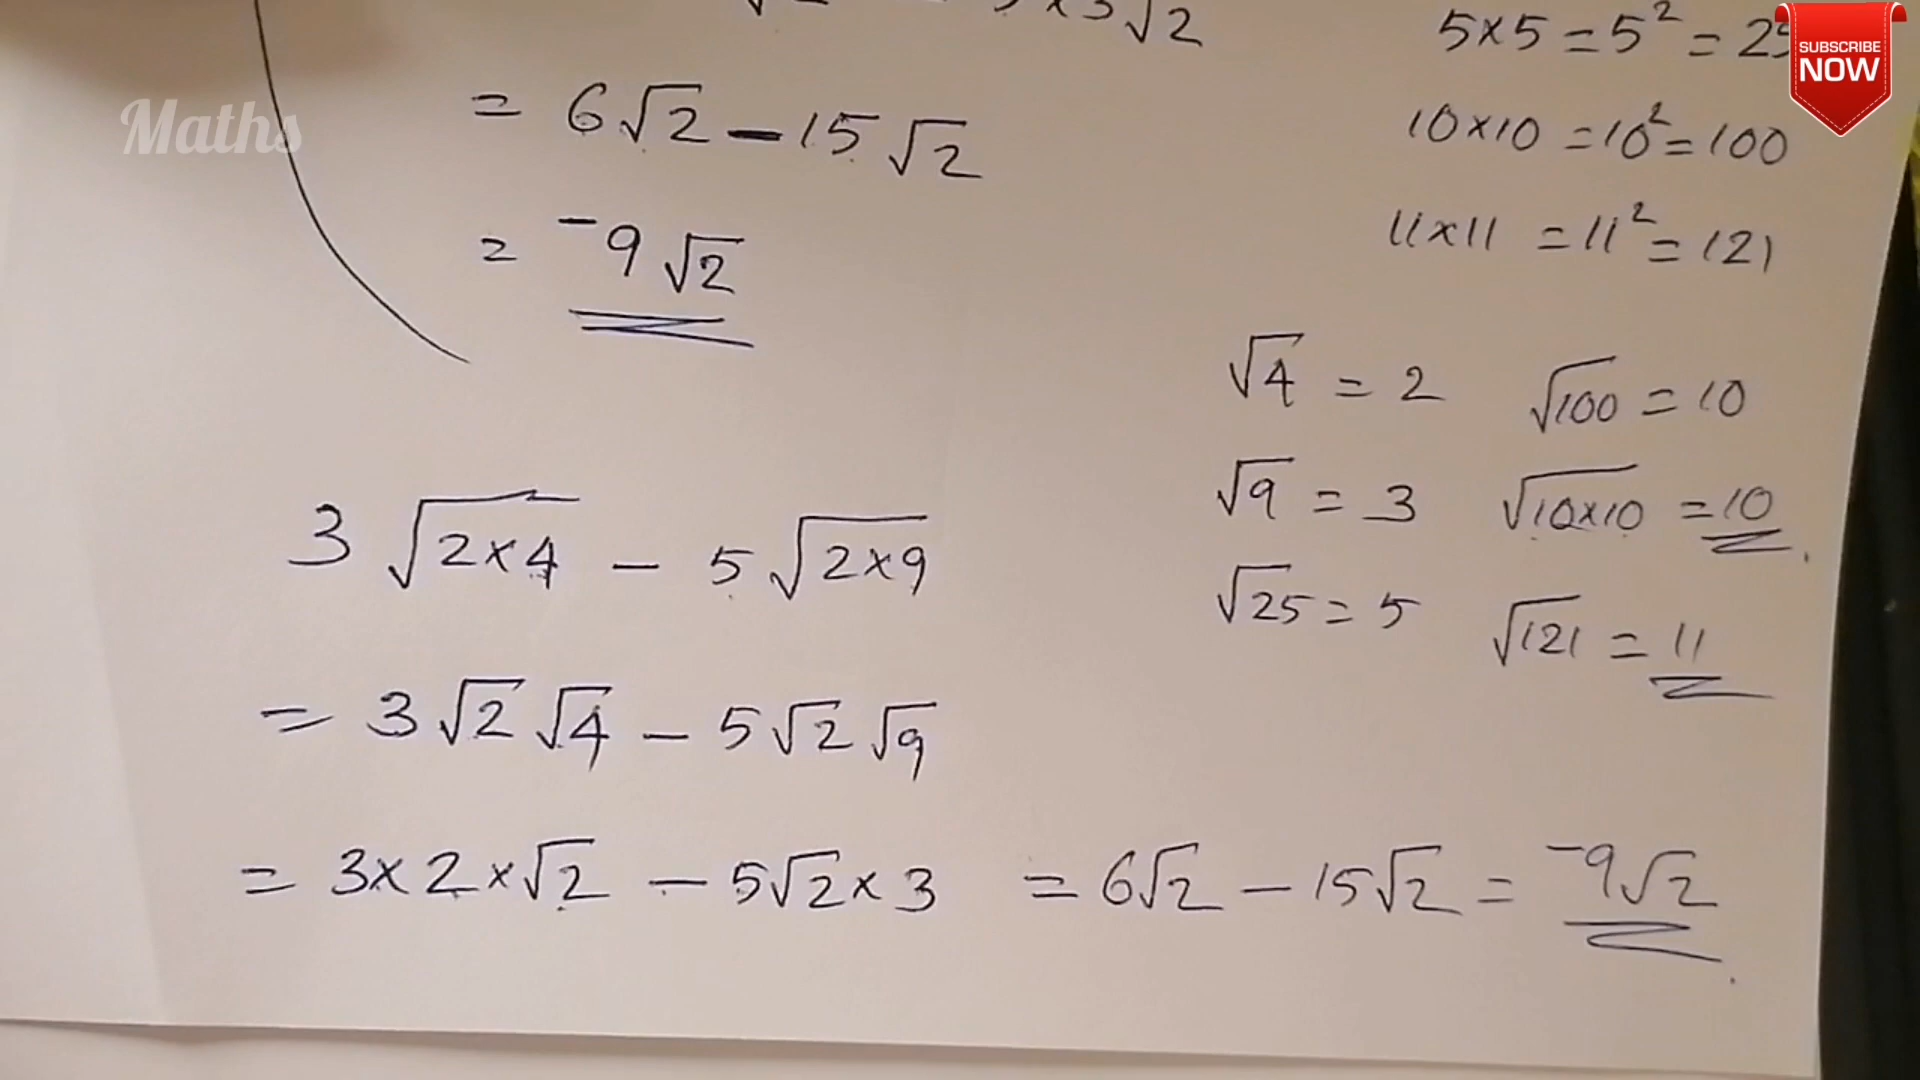 × 3√2
= 6√2 – 15√2
= -9√2
3 √2×4 – 5 √2×9
= 3√2 √4 – 5√2 √9
= 3×2×√2 – 5√2×3 = 6√2 – 15√2 = -9√2
5×5 = 5² = 25
10×10 = 10² = 100
11×11 = 11² = 121
√4 = 2 √100 = 10
√9 = 3 √10×10 = 10
√25 = 5 √121 = 11
Maths
SUBSCRIBE
NOW